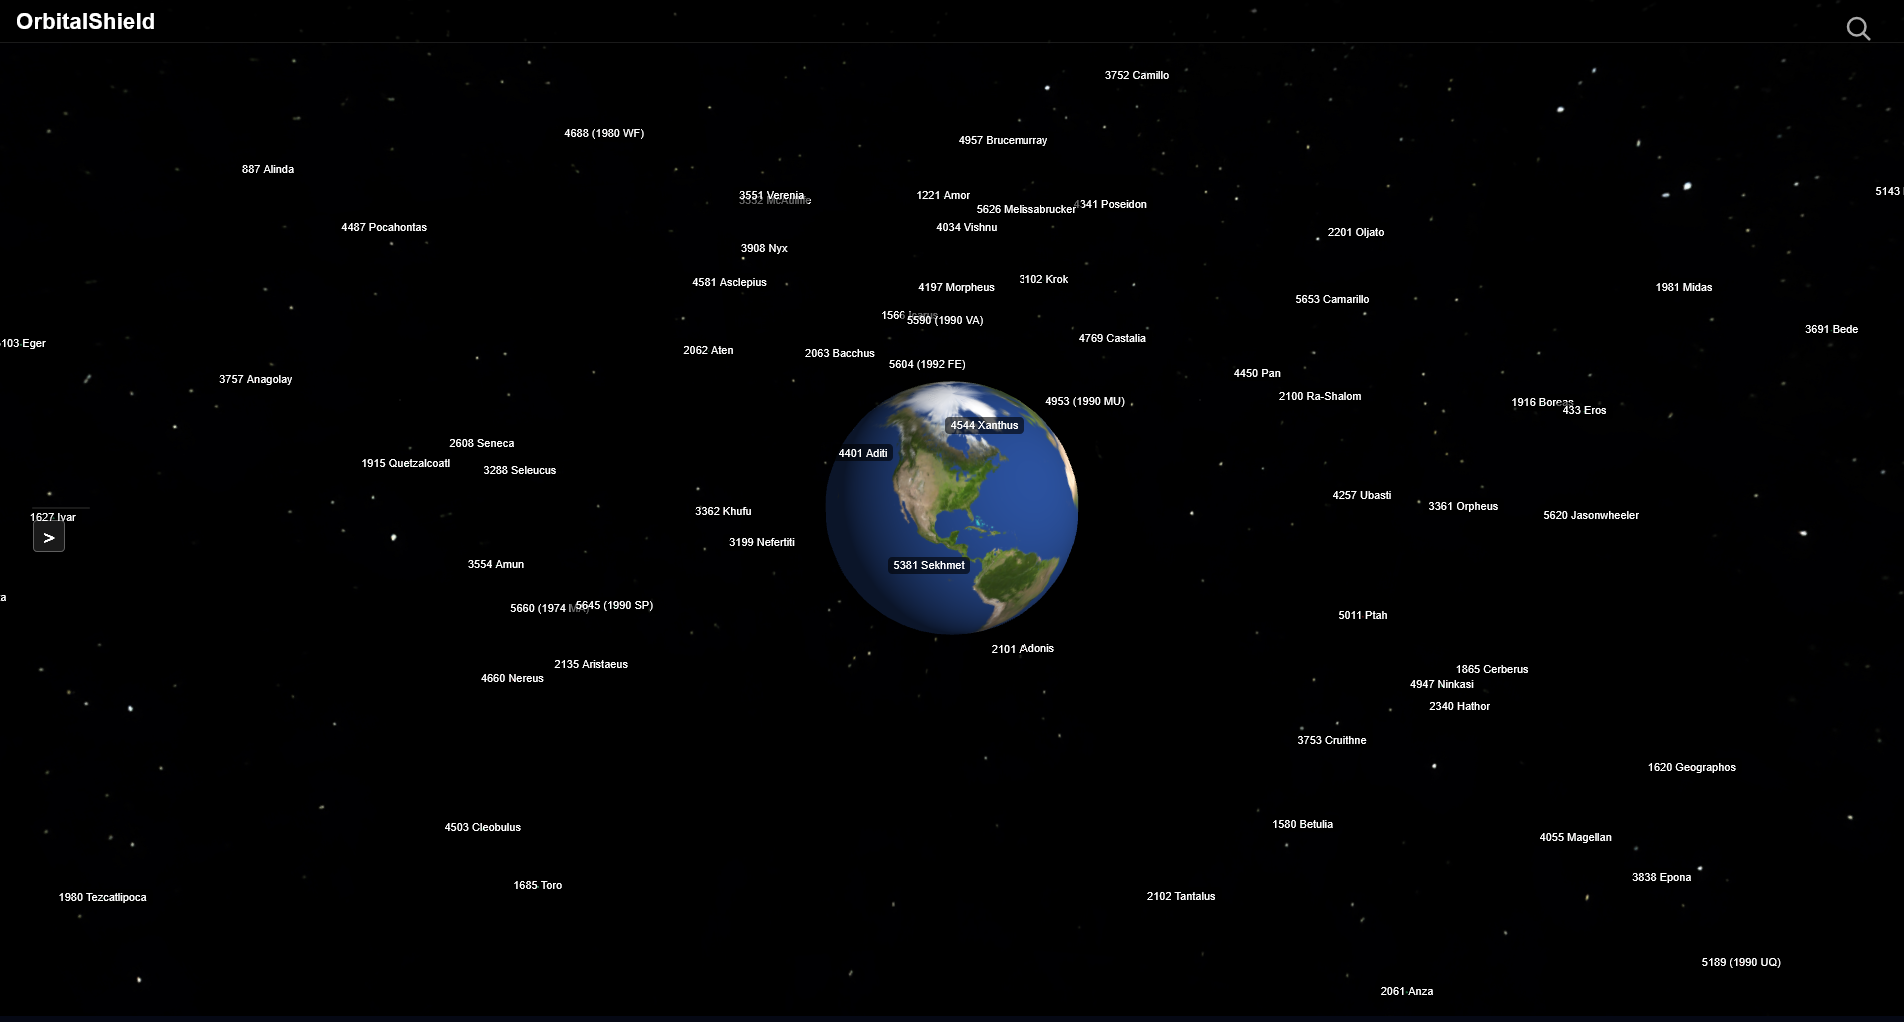 OrbitalShield
3752 Camillo
4688 (1980 WF)
4957 Brucemurray
887 Alinda
5143
3551 Verenia
1221 Amor
4341 Poseidon
5626 Melissabrucker
4487 Pocahontas
4034 Vishnu
2201 Oljato
3908 Nyx
3102 Krok
4581 Asclepius
4197 Morpheus
1981 Midas
5653 Camarillo
1566 Icarus
5590 (1990 VA)
3691 Bede
4769 Castalia
5103 Eger
2062 Aten
2063 Bacchus
5604 (1992 FE)
4450 Pan
3757 Anagolay
2100 Ra-Shalom
4953 (1990 MU)
1916 Boreas
433 Eros
4544 Xanthus
2608 Seneca
4401 Aditi
1915 Quetzalcoatl
3288 Seleucus
4257 Ubasti
3361 Orpheus
3362 Khufu
5620 Jasonwheeler
1627 Ivar
>
3199 Nefertiti
3554 Amun
5381 Sekhmet
a
5660 (1974 MA)
5645 (1990 SP)
5011 Ptah
2101 Adonis
2135 Aristaeus
1865 Cerberus
4660 Nereus
4947 Ninkasi
2340 Hathor
3753 Cruithne
1620 Geographos
4503 Cleobulus
1580 Betulia
4055 Magellan
3838 Epona
1685 Toro
1980 Tezcatlipoca
2102 Tantalus
5189 (1990 UQ)
2061 Anza